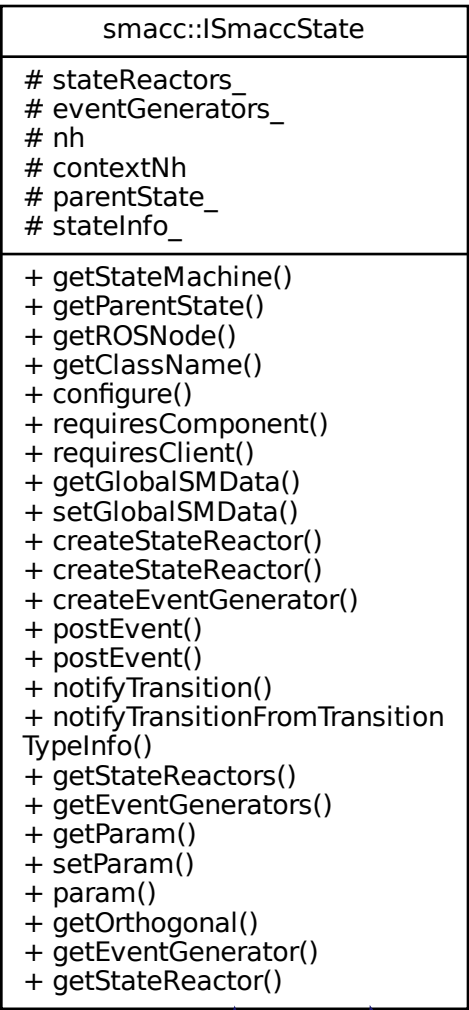 smacc::ISmaccState
# stateReactors_
# eventGenerators_
# nh
# contextNh
# parentState_
# stateInfo_
+ getStateMachine()
+ getParentState()
+ getROSNode()
+ getClassName()
+ configure()
+ requiresComponent()
+ requiresClient()
+ getGlobalSMData()
+ setGlobalSMData()
+ createStateReactor()
+ createStateReactor()
+ createEventGenerator()
+ postEvent()
+ postEvent()
+ notifyTransition()
+ notifyTransitionFromTransition
TypeInfo()
+ getStateReactors()
+ getEventGenerators()
+ getParam()
+ setParam()
+ param()
+ getOrthogonal()
+ getEventGenerator()
+ getStateReactor()